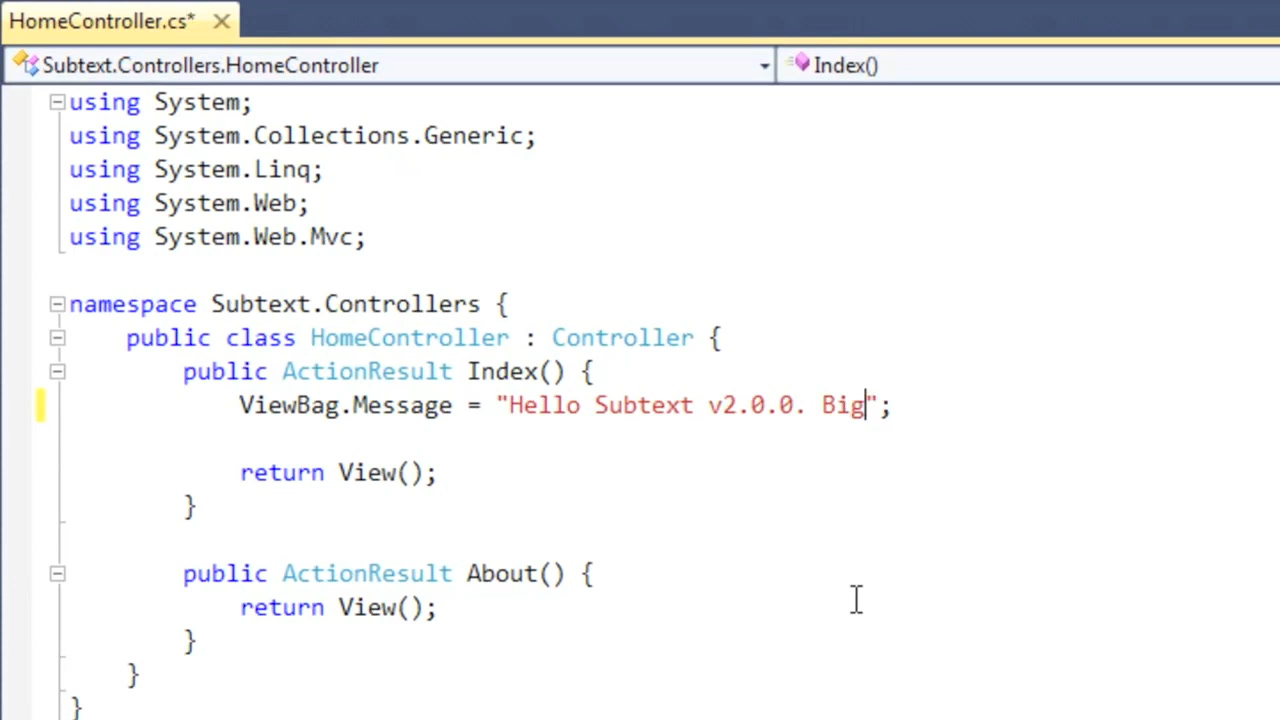 HomeController.cs*
Subtext.Controllers.HomeController
Index()
using System;
using System.Collections.Generic;
using System.Linq;
using System.Web;
using System.Web.Mvc;
namespace Subtext.Controllers {
public class HomeController : Controller {
public ActionResult Index() {
ViewBag.Message = "Hello Subtext v2.0.0. Big";
return View();
}
public ActionResult About() {
return View();
}
}
}